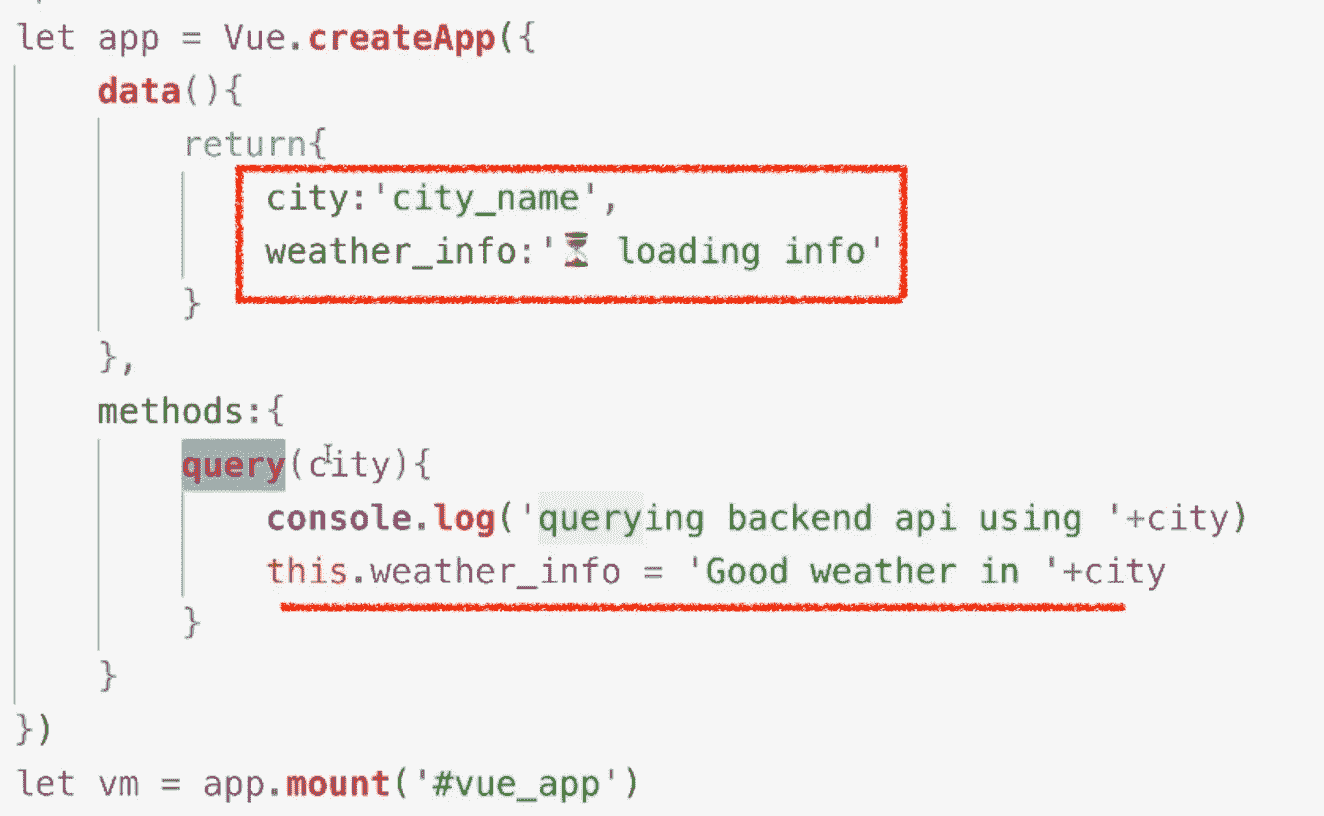 let app = Vue.createApp({
data(){
return{
city:'city_name',
weather_info:'⏳ loading info'
}
},
methods:{
query(city){
console.log('querying backend api using '+city)
this.weather_info = 'Good weather in '+city
}
}
})
let vm = app.mount('#vue_app')